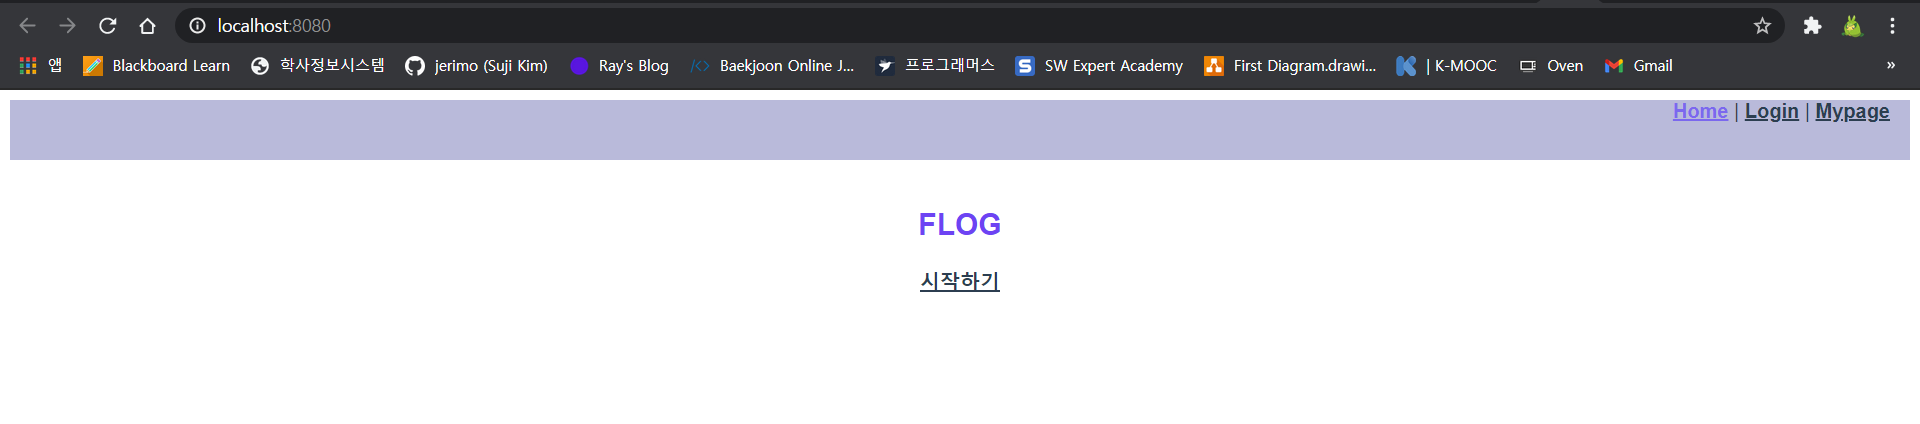 localhost:8080
앱 Blackboard Learn 학사정보시스템 jerimo (Suji Kim) Ray's Blog Baekjoon Online J... 프로그래머스 SW Expert Academy First Diagram.drawi... | K-MOOC Oven Gmail »
Home | Login | Mypage
FLOG
시작하기